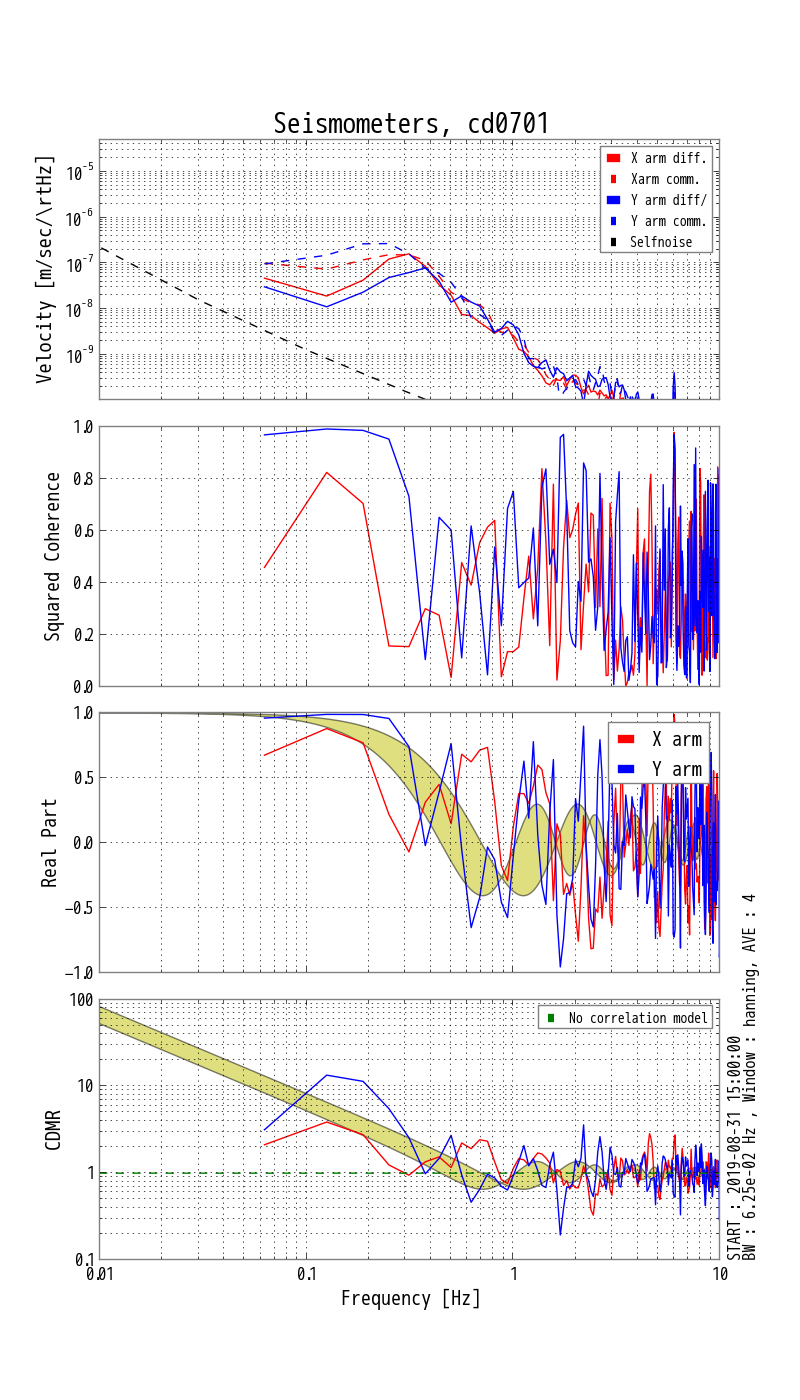 Seismometers, cd0701
Velocity [m/sec/\rtHz]
10^-5
10^-6
10^-7
10^-8
10^-9
X arm diff.
Xarm comm.
Y arm diff/
Y arm comm.
Selfnoise
Squared Coherence
1.0
0.8
0.6
0.4
0.2
0.0
Real Part
1.0
0.5
0.0
−0.5
−1.0
X arm
Y arm
CDMR
100
10
1
0.1
No correlation model
0.01
0.1
1
10
Frequency [Hz]
START : 2019-08-31 15:00:00
BW : 6.25e-02 Hz , Window : hanning, AVE : 4